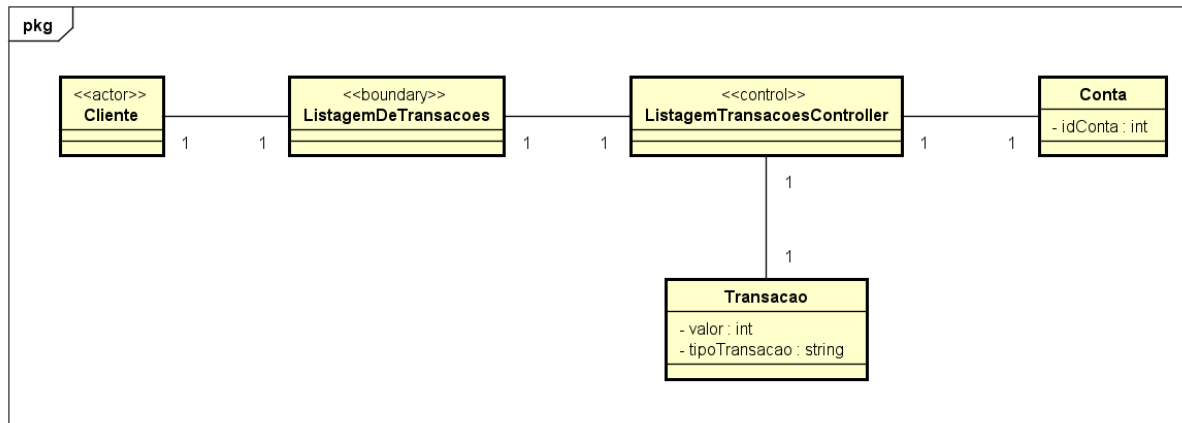 pkg
<<actor>>
Cliente
1
1
<<boundary>>
ListagemDeTransacoes
1
1
<<control>>
ListagemTransacoesController
1
1
Conta
- idConta : int
1
1
Transacao
- valor : int
- tipoTransacao : string